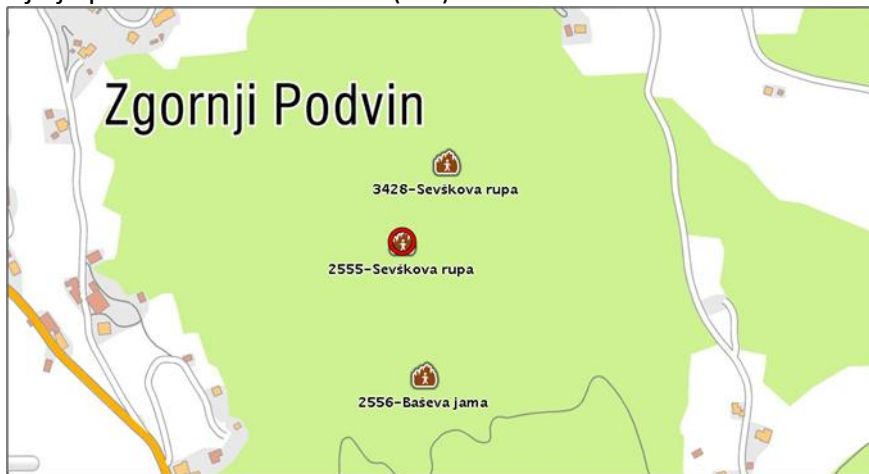 Zgornji Podvin
3428-Sevškova rupa
2555-Sevškova rupa
2556-Baševa jama